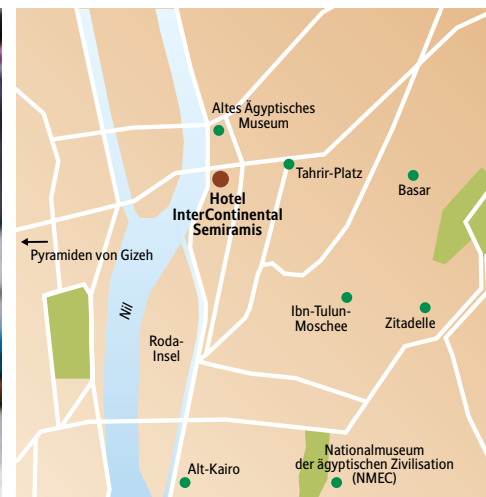 Altes Ägyptisches
Museum
Tahrir-Platz
Basar
Hotel
InterContinental
Semiramis
Pyramiden von Gizeh
Nil
Ibn-Tulun-
Moschee
Zitadelle
Roda-
Insel
Alt-Kairo
Nationalmuseum
der ägyptischen Zivilisation
(NMEC)